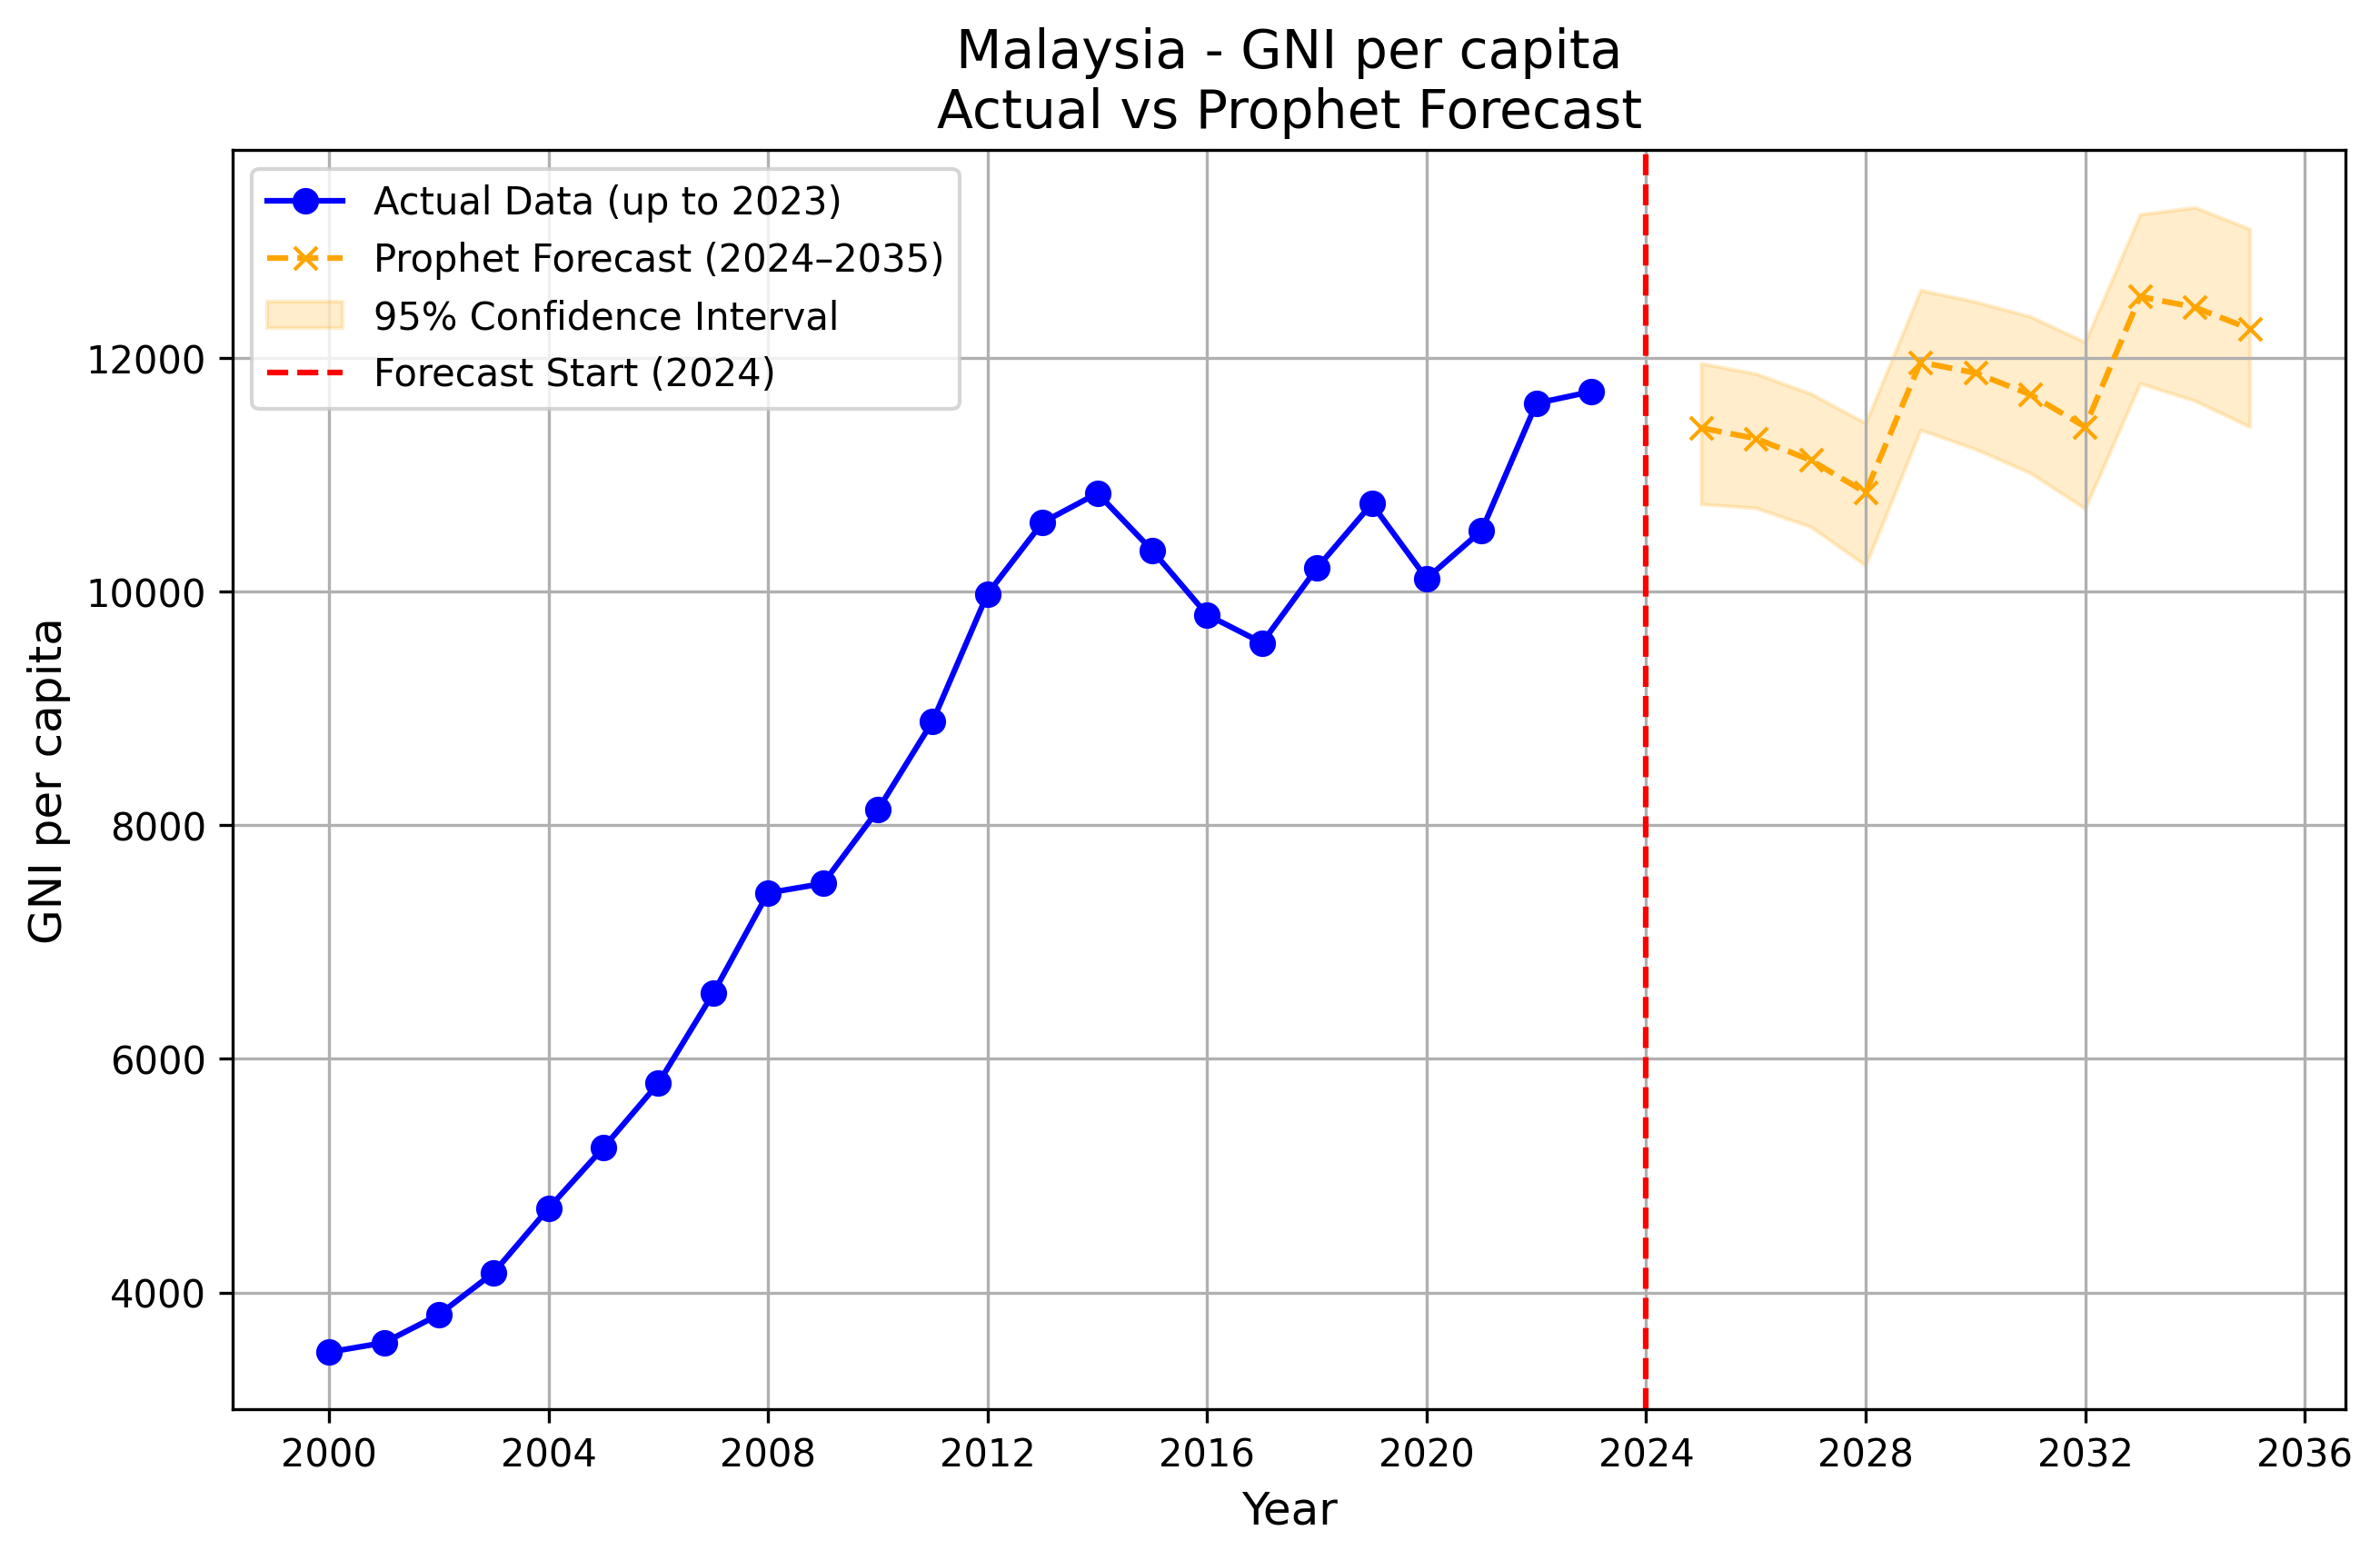 Malaysia - GNI per capita
Actual vs Prophet Forecast
Actual Data (up to 2023)
Prophet Forecast (2024–2035)
95% Confidence Interval
Forecast Start (2024)
12000
10000
8000
6000
4000
GNI per capita
2000 2004 2008 2012 2016 2020 2024 2028 2032 2036
Year